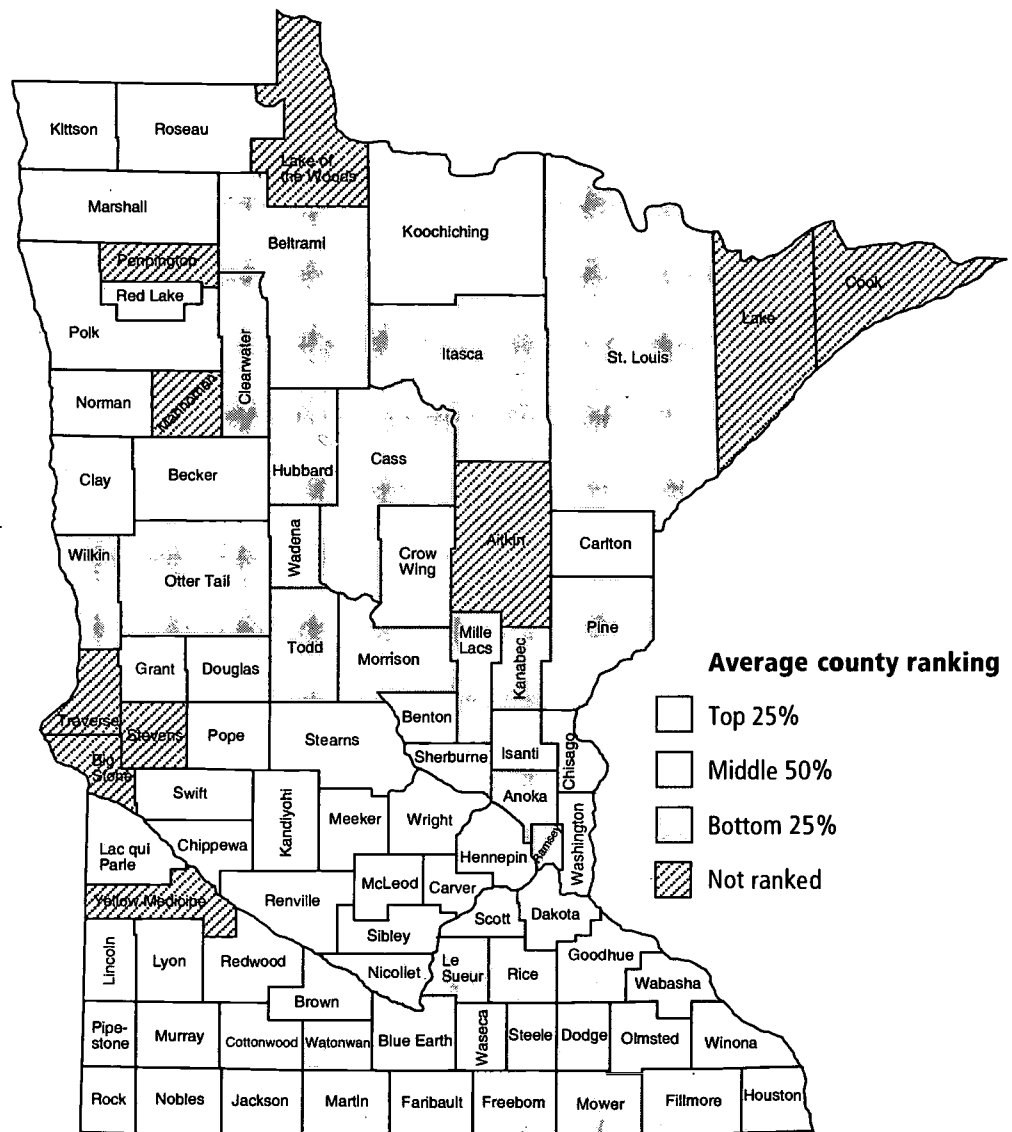 Kittson
Roseau
Lake of
the Woods
Marshall
Koochiching
Beltrami
Pennington
Cook
Red Lake
Lake
Polk
Clearwater
Itasca
St. Louis
Norman
Mahnomen
Cass
Hubbard
Clay
Becker
Wadena
Crow
Wing
Aitkin
Carlton
Wilkin
Otter Tail
Pine
Mille
Lacs
Todd
Morrison
Kanabec
Grant
Douglas
Average county ranking
Top 25%
Middle 50%
Bottom 25%
Not ranked
Traverse
Stevens
Pope
Stearns
Benton
Isanti
Chisago
Sherburne
Big
Stone
Swift
Anoka
Kandiyohi
Meeker
Wright
Washington
Chippewa
Lac qui
Parle
Hennepin
Ramsey
McLeod
Carver
Yellow Medicine
Renville
Scott
Dakota
Sibley
Lincoln
Lyon
Redwood
Nicollet
Le
Sueur
Rice
Goodhue
Wabasha
Brown
Pipe-
stone
Murray
Cottonwood
Watonwan
Blue Earth
Waseca
Steele
Dodge
Olmsted
Winona
Rock
Nobles
Jackson
Martin
Faribault
Freeborn
Mower
Fillmore
Houston